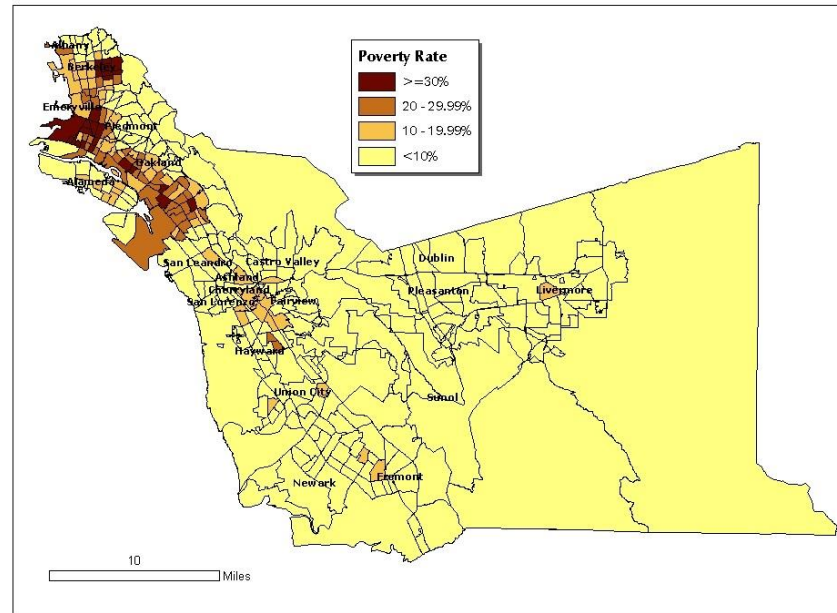 Poverty Rate
>=30%
20 - 29.99%
10 - 19.99%
<10%
Albany
Berkeley
Emeryville
Piedmont
Oakland
Alameda
San Leandro
Castro Valley
Ashland
Cherryland
San Lorenzo
Fairview
Hayward
Dublin
Pleasanton
Livermore
Union City
Sunol
Newark
Fremont
10
Miles